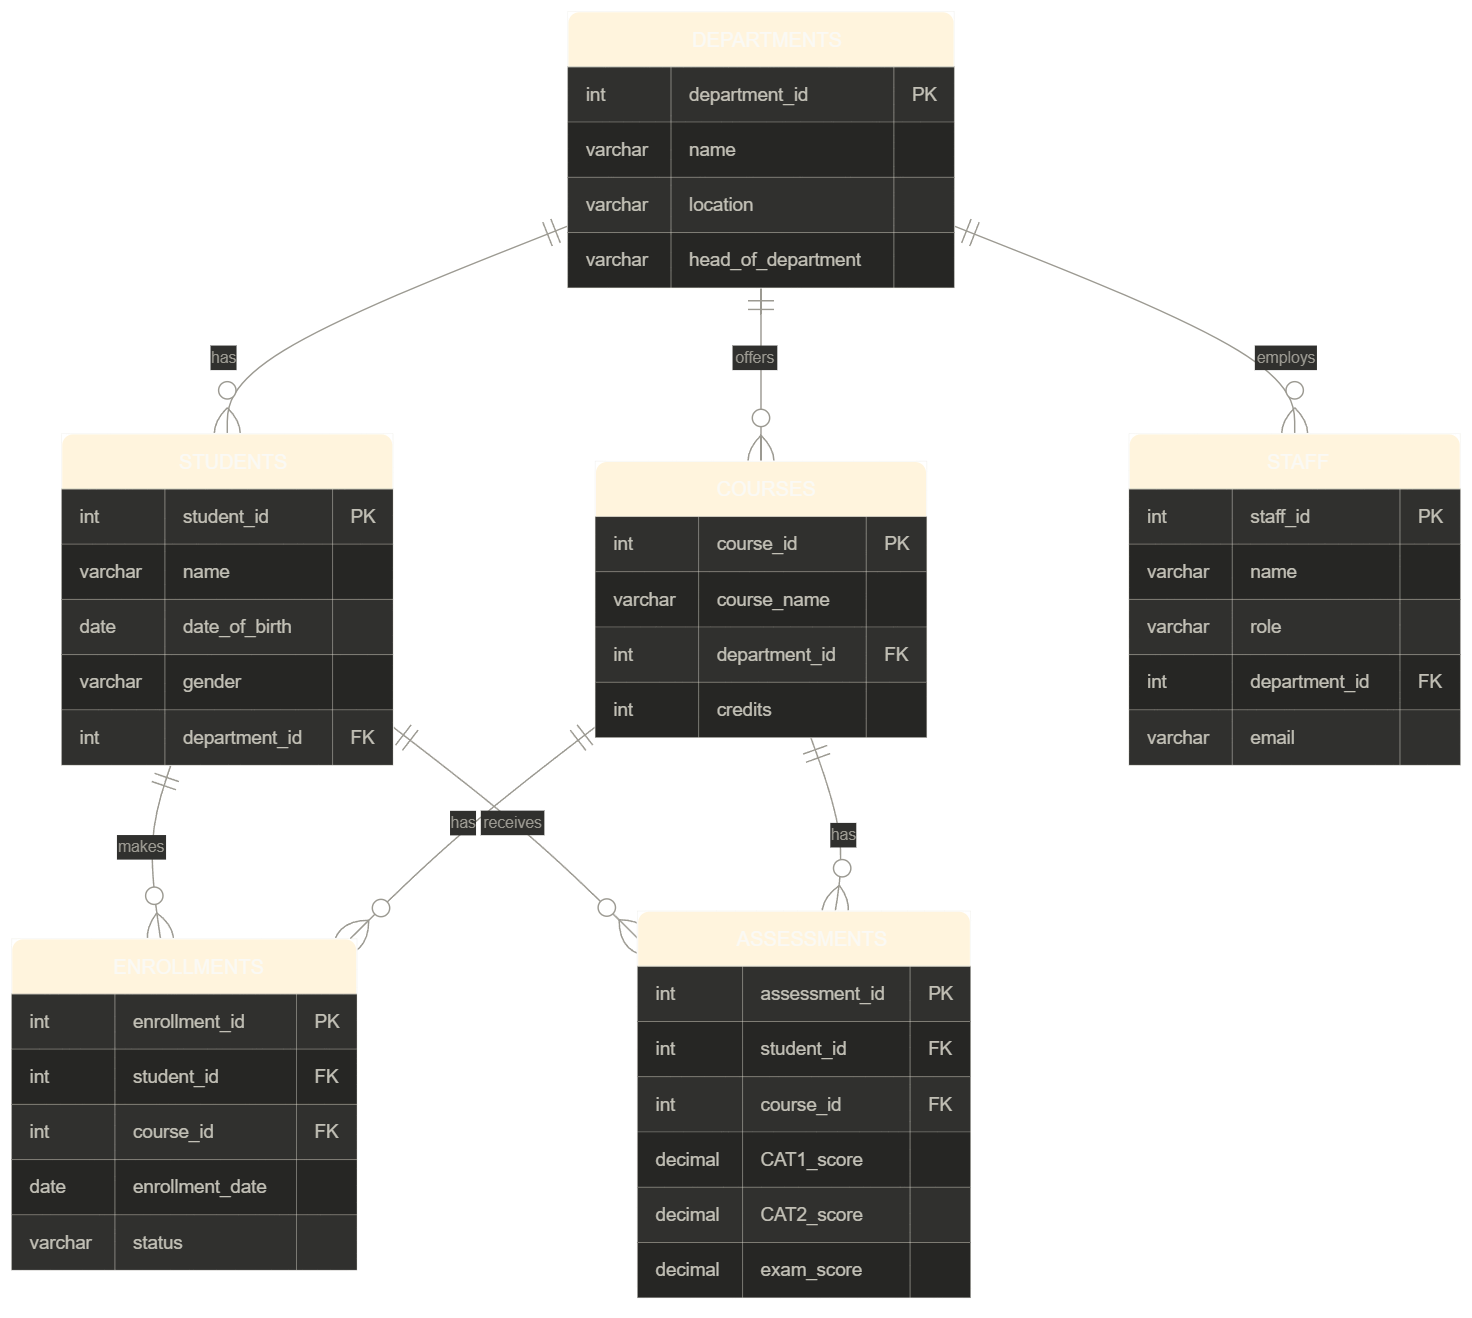 DEPARTMENTS
int department_id PK
varchar name
varchar location
varchar head_of_department
has
offers
employs
STUDENTS
int student_id PK
varchar name
date date_of_birth
varchar gender
int department_id FK
COURSES
int course_id PK
varchar course_name
int department_id FK
int credits
STAFF
int staff_id PK
varchar name
varchar role
int department_id FK
varchar email
makes
has
receives
has
ENROLLMENTS
int enrollment_id PK
int student_id FK
int course_id FK
date enrollment_date
varchar status
ASSESSMENTS
int assessment_id PK
int student_id FK
int course_id FK
decimal CAT1_score
decimal CAT2_score
decimal exam_score